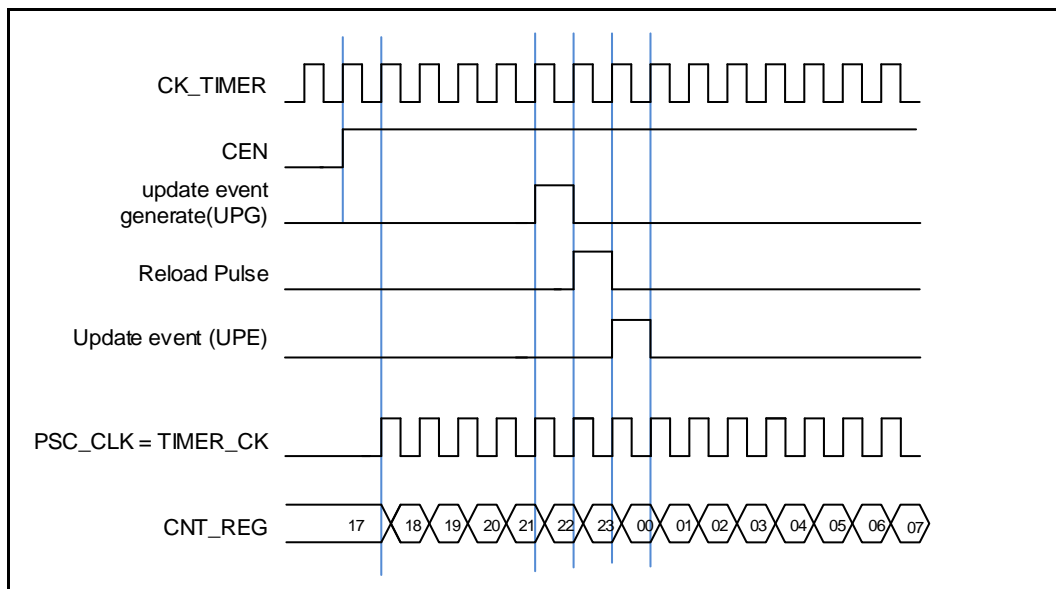 CK_TIMER
CEN
update event
generate(UPG)
Reload Pulse
Update event (UPE)
PSC_CLK = TIMER_CK
CNT_REG 17 18 19 20 21 22 23 00 01 02 03 04 05 06 07